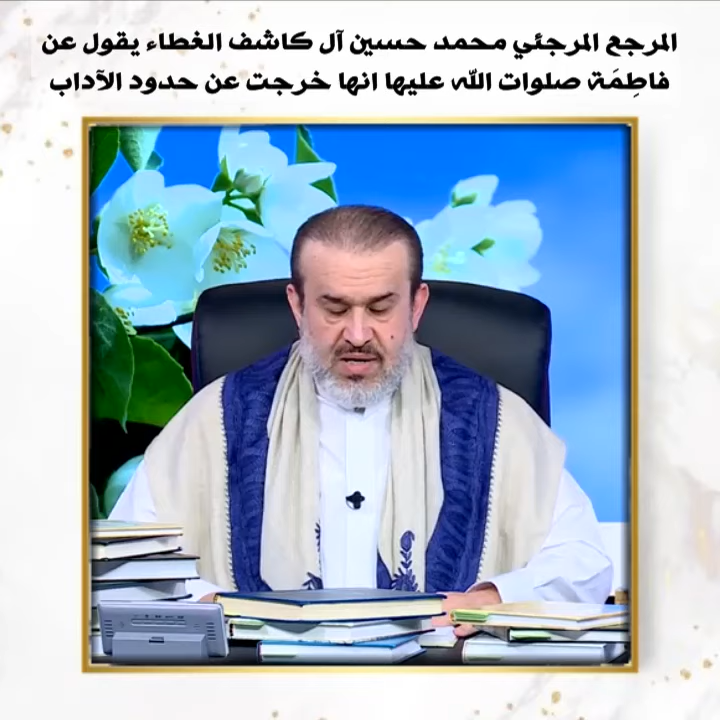 المرجع المرجئي محمد حسين آل كاشف الغطاء يقول عن
فاطِمَة صلوات الله عليها انها خرجت عن حدود الآداب